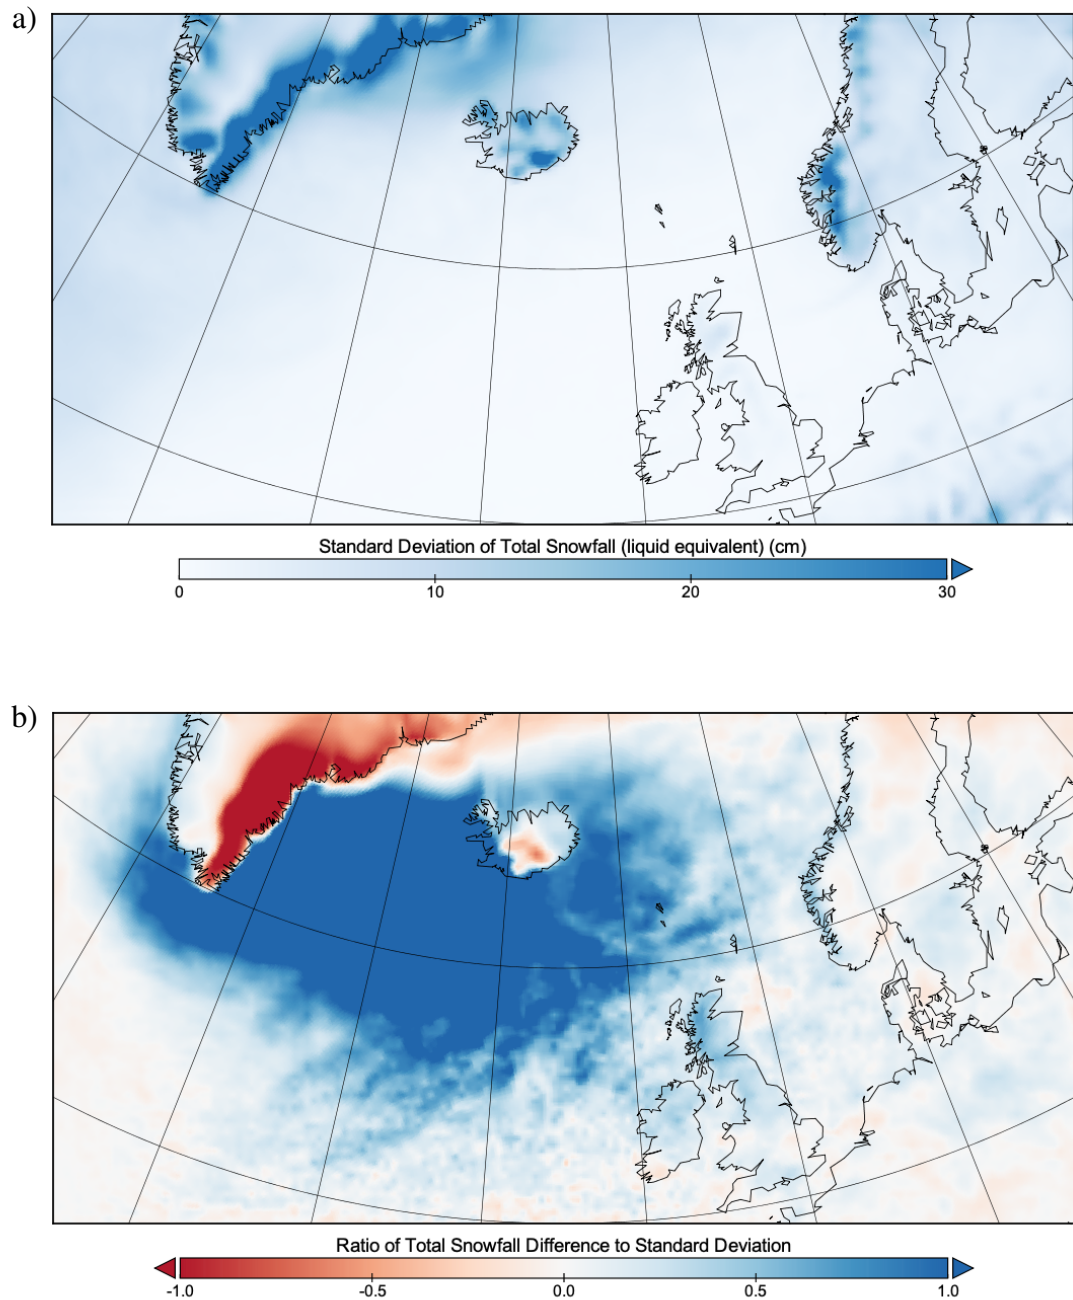 a)
Standard Deviation of Total Snowfall (liquid equivalent) (cm)
0 10 20 30
b)
Ratio of Total Snowfall Difference to Standard Deviation
-1.0 -0.5 0.0 0.5 1.0